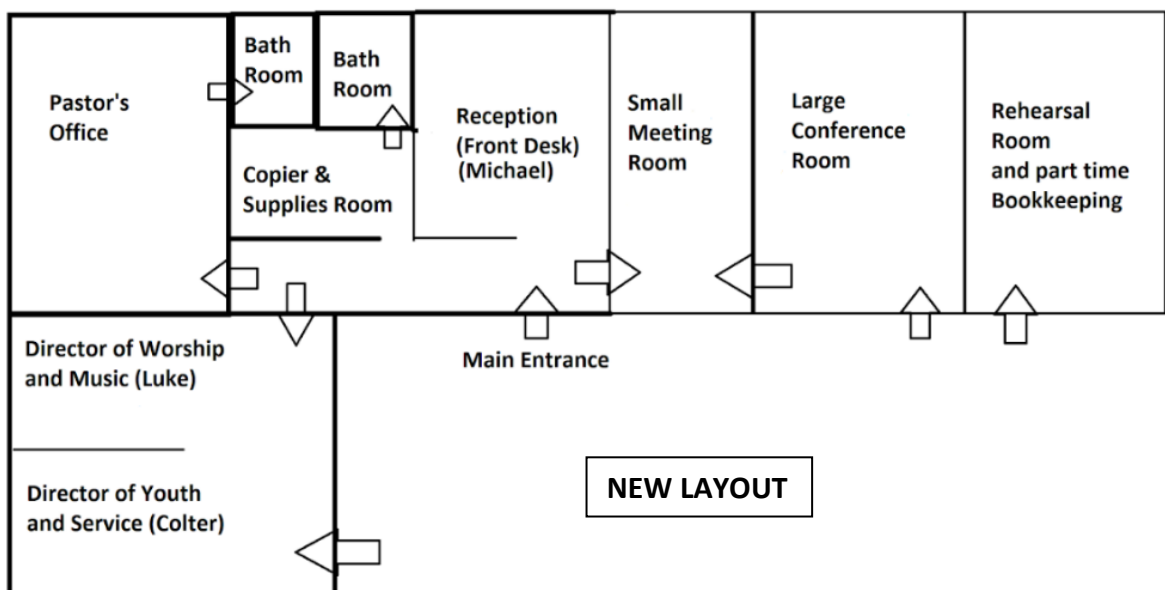 Pastor's
Office
Bath
Room
Bath
Room
Copier &
Supplies Room
Reception
(Front Desk)
(Michael)
Small
Meeting
Room
Large
Conference
Room
Rehearsal
Room
and part time
Bookkeeping
Main Entrance
Director of Worship
and Music (Luke)
Director of Youth
and Service (Colter)
NEW LAYOUT